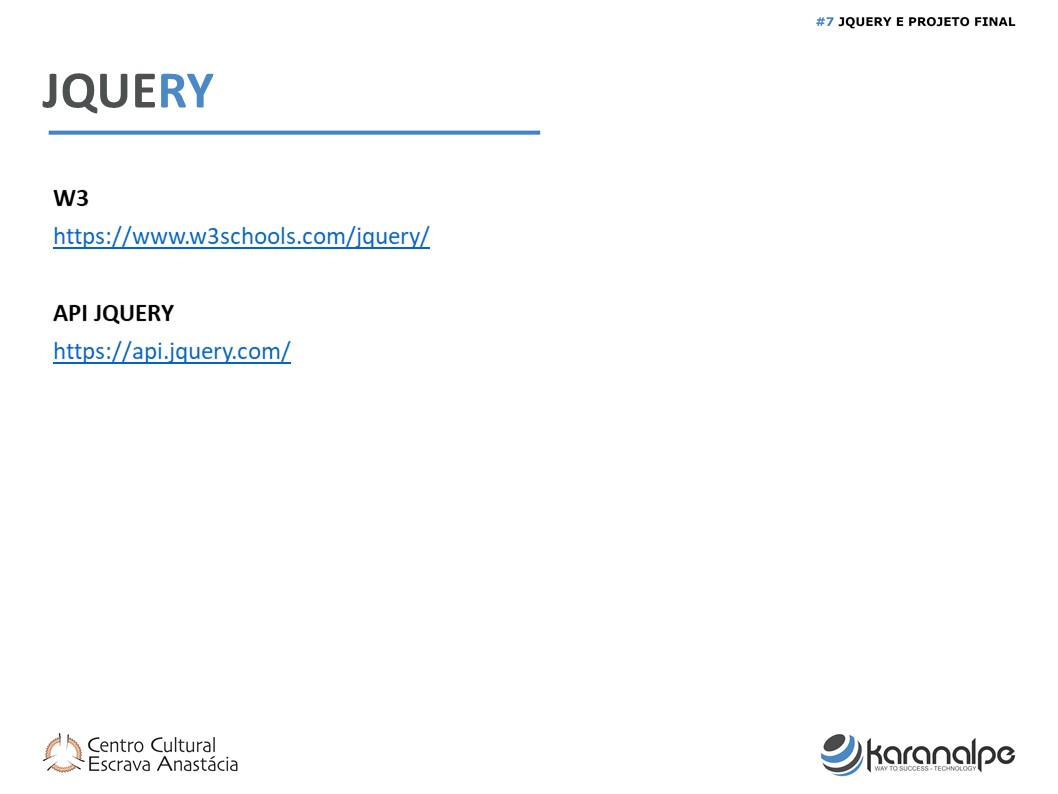 #7 JQUERY E PROJETO FINAL
JQUERY
W3
https://www.w3schools.com/jquery/
API JQUERY
https://api.jquery.com/
Centro Cultural
Escrava Anastácia
karanalpe
WAY TO SUCCESS - TECHNOLOGY